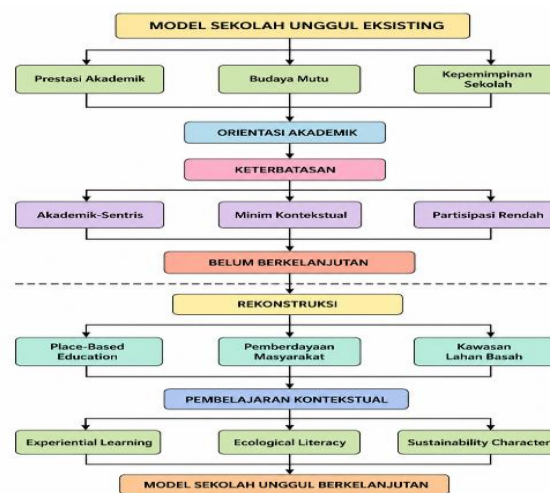 MODEL SEKOLAH UNGGUL EKSISTING
Prestasi Akademik
Budaya Mutu
Kepemimpinan
Sekolah
ORIENTASI AKADEMIK
KETERBATASAN
Akademik-Sentris
Minim Kontekstual
Partisipasi Rendah
BELUM BERKELANJUTAN
REKONSTRUKSI
Place-Based
Education
Pemberdayaan
Masyarakat
Kawasan
Lahan Basah
PEMBELAJARAN KONTEKSTUAL
Experiential Learning
Ecological Literacy
Sustainability Character
MODEL SEKOLAH UNGGUL BERKELANJUTAN